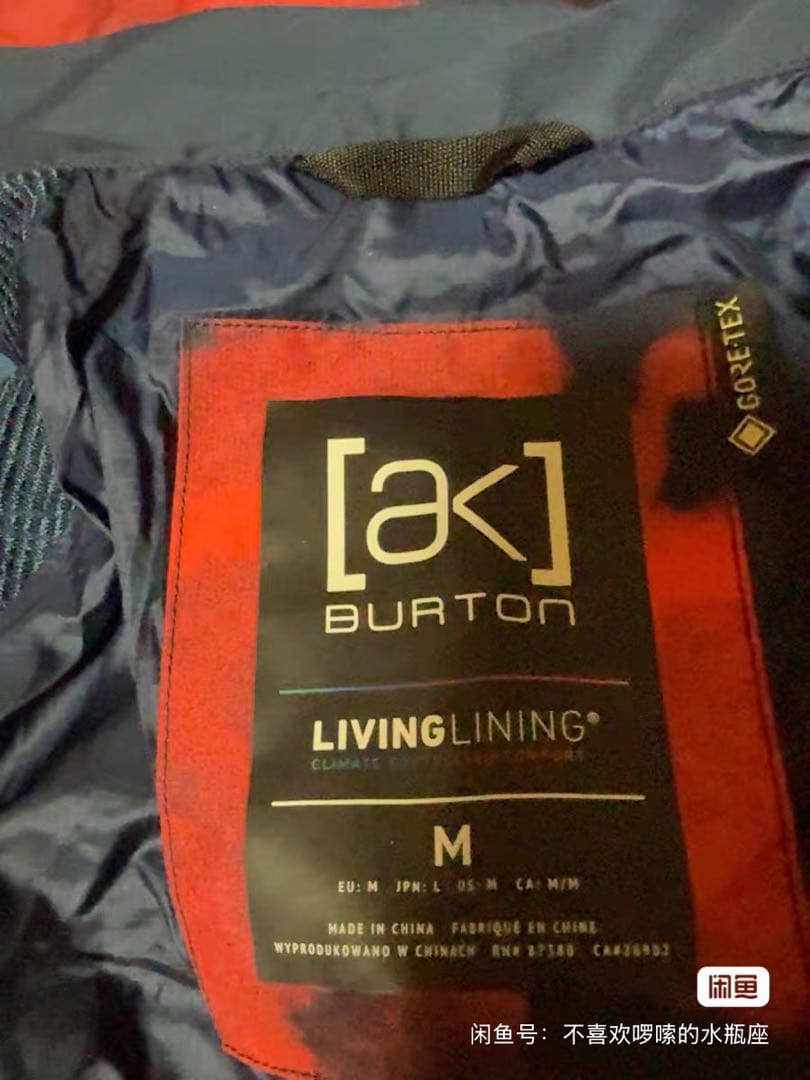 GORE-TEX
[ak]
BURTON
LIVINGLINING®
CLIMATE
M
EU: M JPN: L US: M CA: M/M
MADE IN CHINA FABRIQUÉ EN CHINE
WYPRODUKOWANO W CHINACH RN# 87380
闲鱼
闲鱼号：不喜欢啰嗦的水瓶座